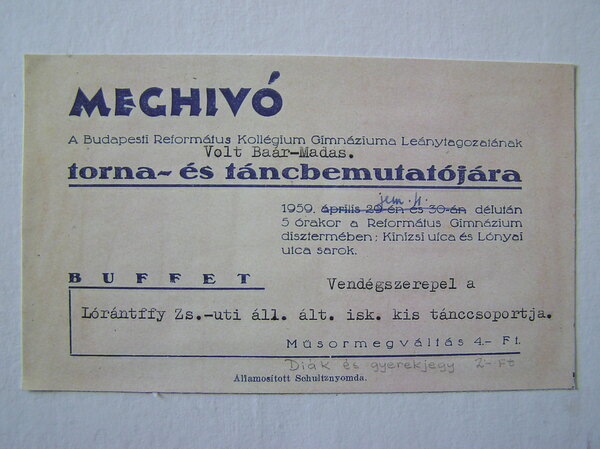 MEGHIVÓ
A Budapesti Református Kollégium Gimnáziuma Leánytagozatának
Volt Baár-Madas.
torna- és táncbemutatójára
1959. április 29-én és 30-án délután
5 órakor a Református Gimnázium
dísztermében; Kinizsi utca és Lónyai
utca sarok.
BUFFET
Vendégszerepel a
Lórántffy Zs.-uti áll. ált. isk. kis tánccsoportja.
Műsormegváltás 4.- Ft.
Diák és gyerekjegy 2- Ft
Államosított Schultznyomda.